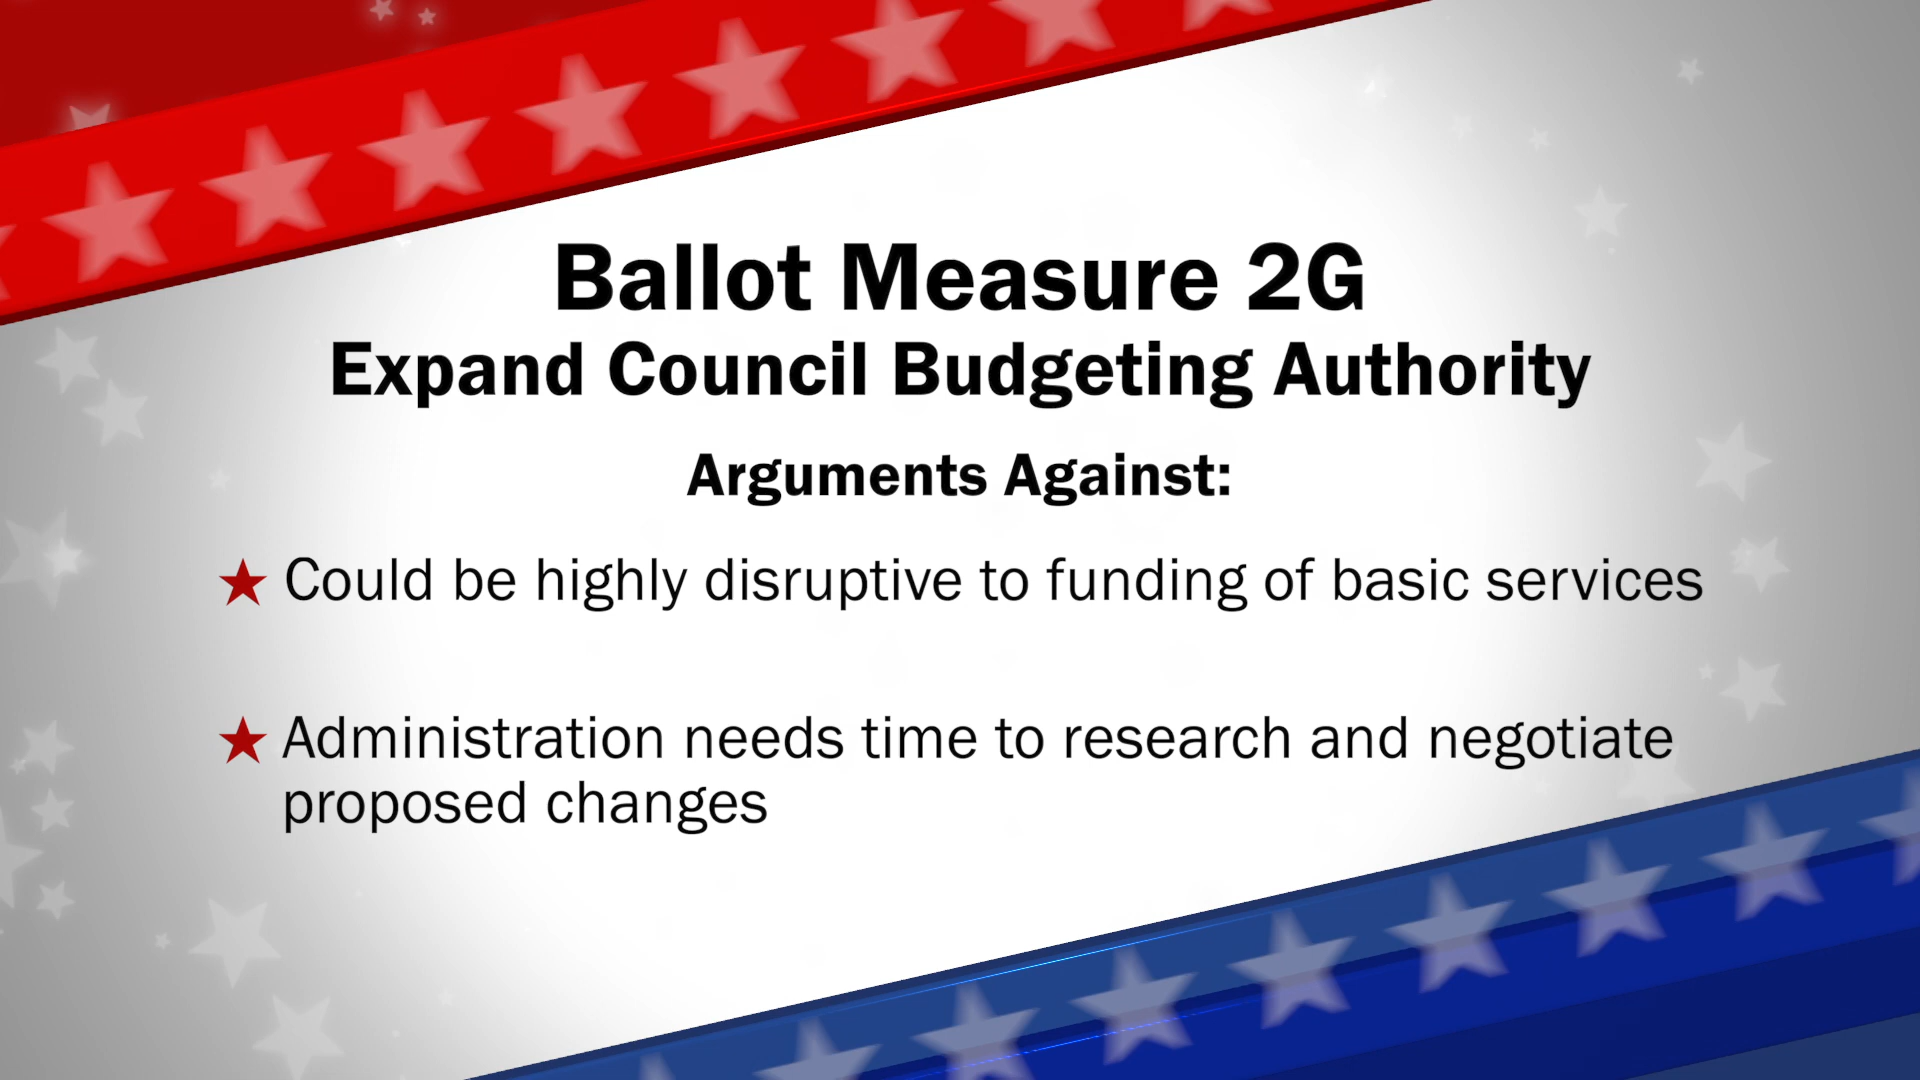 Ballot Measure 2G
Expand Council Budgeting Authority
Arguments Against:
Could be highly disruptive to funding of basic services
Administration needs time to research and negotiate
proposed changes